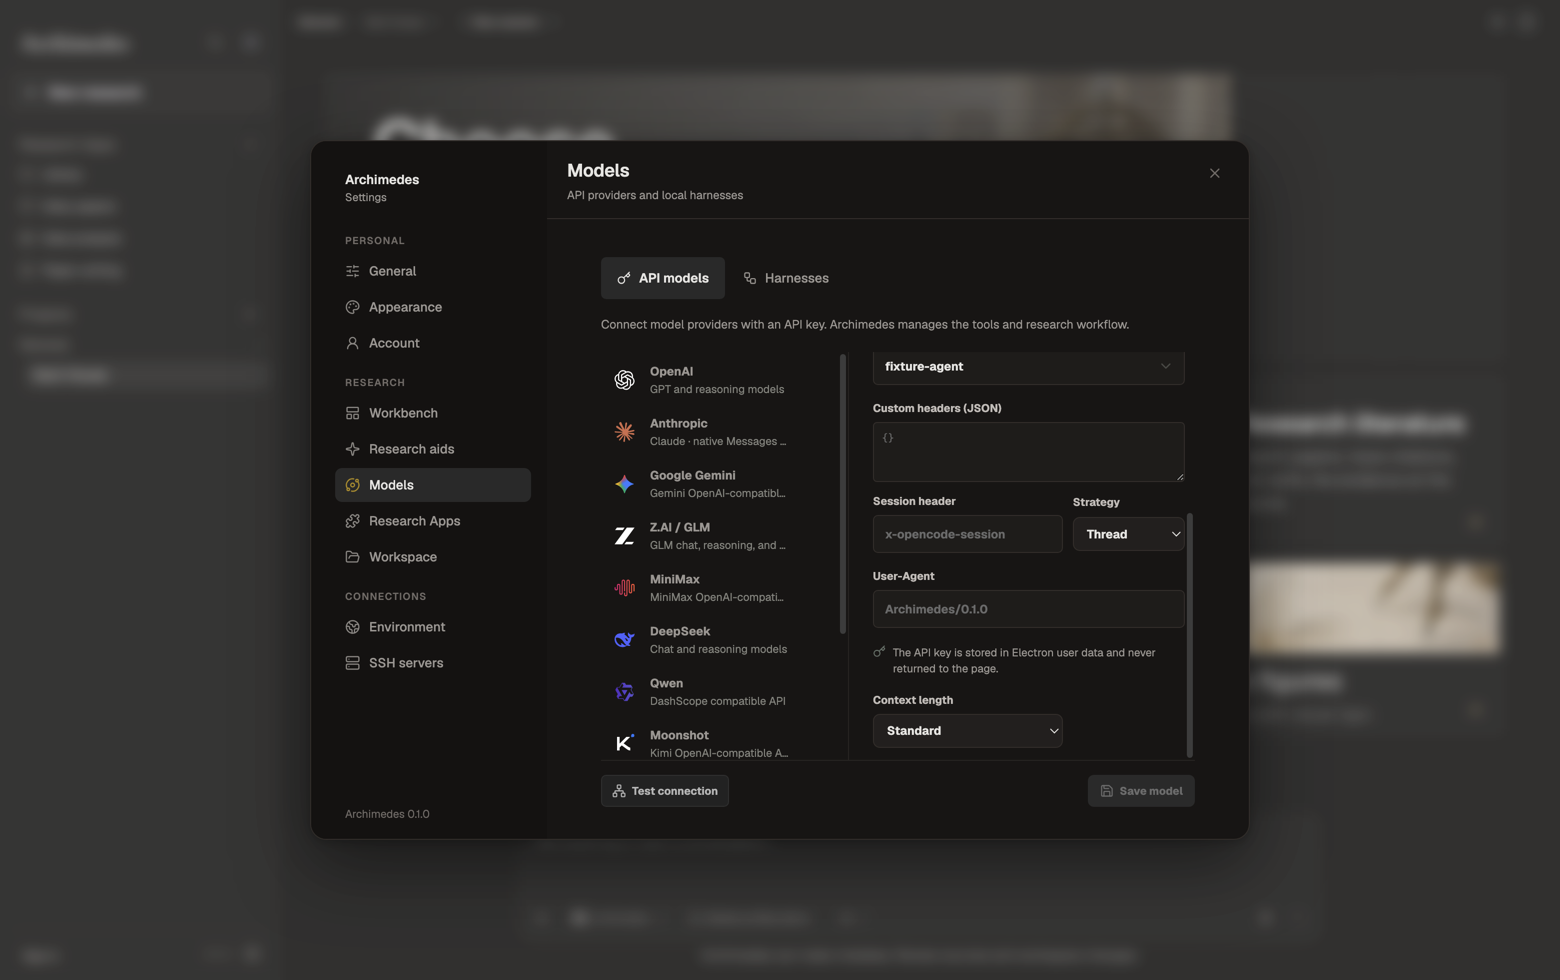 Archimedes
Settings
PERSONAL
General
Appearance
Account
RESEARCH
Workbench
Research aids
Models
Research Apps
Workspace
CONNECTIONS
Environment
SSH servers
Archimedes 0.1.0
Models
API providers and local harnesses
API models
Harnesses
Connect model providers with an API key. Archimedes manages the tools and research workflow.
OpenAI
GPT and reasoning models
Anthropic
Claude · native Messages ...
Google Gemini
Gemini OpenAI-compatibl...
Z.AI / GLM
GLM chat, reasoning, and ...
MiniMax
MiniMax OpenAI-compati...
DeepSeek
Chat and reasoning models
Qwen
DashScope compatible API
Moonshot
Kimi OpenAI-compatible A...
fixture-agent
Custom headers (JSON)
{}
Session header
Strategy
x-opencode-session
Thread
User-Agent
Archimedes/0.1.0
The API key is stored in Electron user data and never
returned to the page.
Context length
Standard
Test connection
Save model